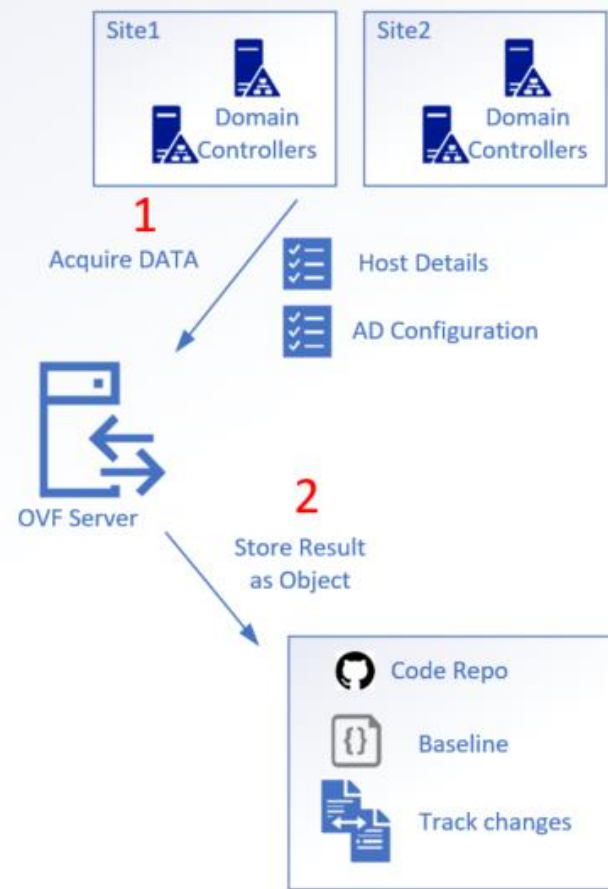 Site1
Domain
Controllers
Site2
Domain
Controllers
1
Acquire DATA
Host Details
AD Configuration
OVF Server
2
Store Result
as Object
Code Repo
{}
Baseline
Track changes